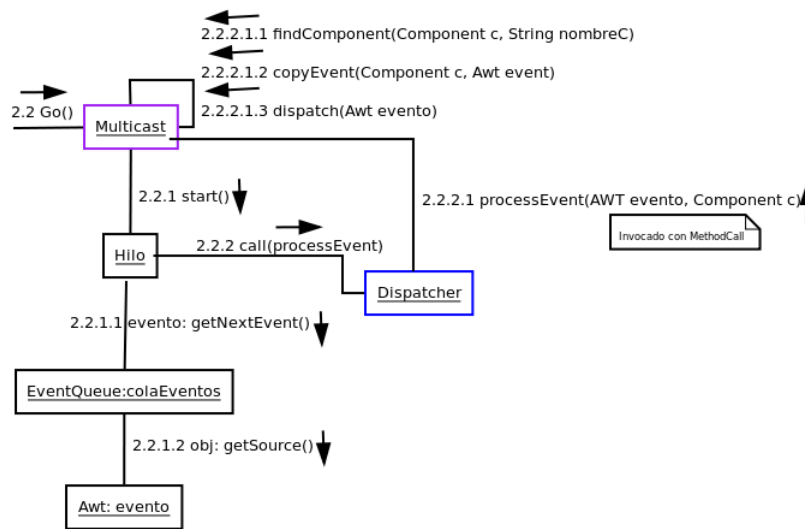 2.2.2.1.1 findComponent(Component c, String nombreC)
2.2.2.1.2 copyEvent(Component c, Awt event)
2.2 Go()
2.2.2.1.3 dispatch(Awt evento)
Multicast
2.2.1 start()
2.2.2.1 processEvent(AWT evento, Component c)
Invocado con MethodCall
2.2.2 call(processEvent)
Hilo
Dispatcher
2.2.1.1 evento: getNextEvent()
EventQueue:colaEventos
2.2.1.2 obj: getSource()
Awt: evento